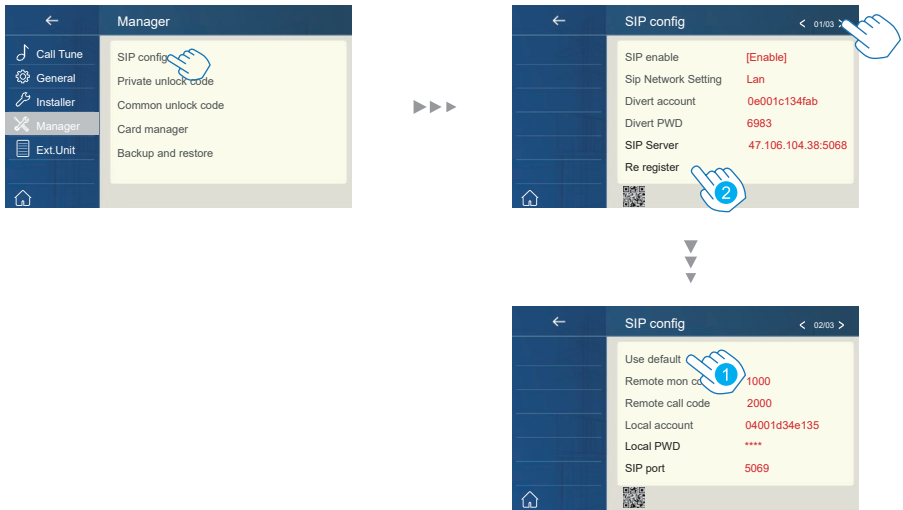 Manager
Call Tune
General
Installer
Manager
Ext.Unit
SIP config
Private unlock code
Common unlock code
Card manager
Backup and restore
SIP config
< 01/03 >
SIP enable [Enable]
Sip Network Setting Lan
Divert account 0e001c134fab
Divert PWD 6983
SIP Server 47.106.104.38:5068
Re register
2
SIP config
< 02/03 >
Use default
1
Remote mon co 1000
Remote call code 2000
Local account 04001d34e135
Local PWD ****
SIP port 5069